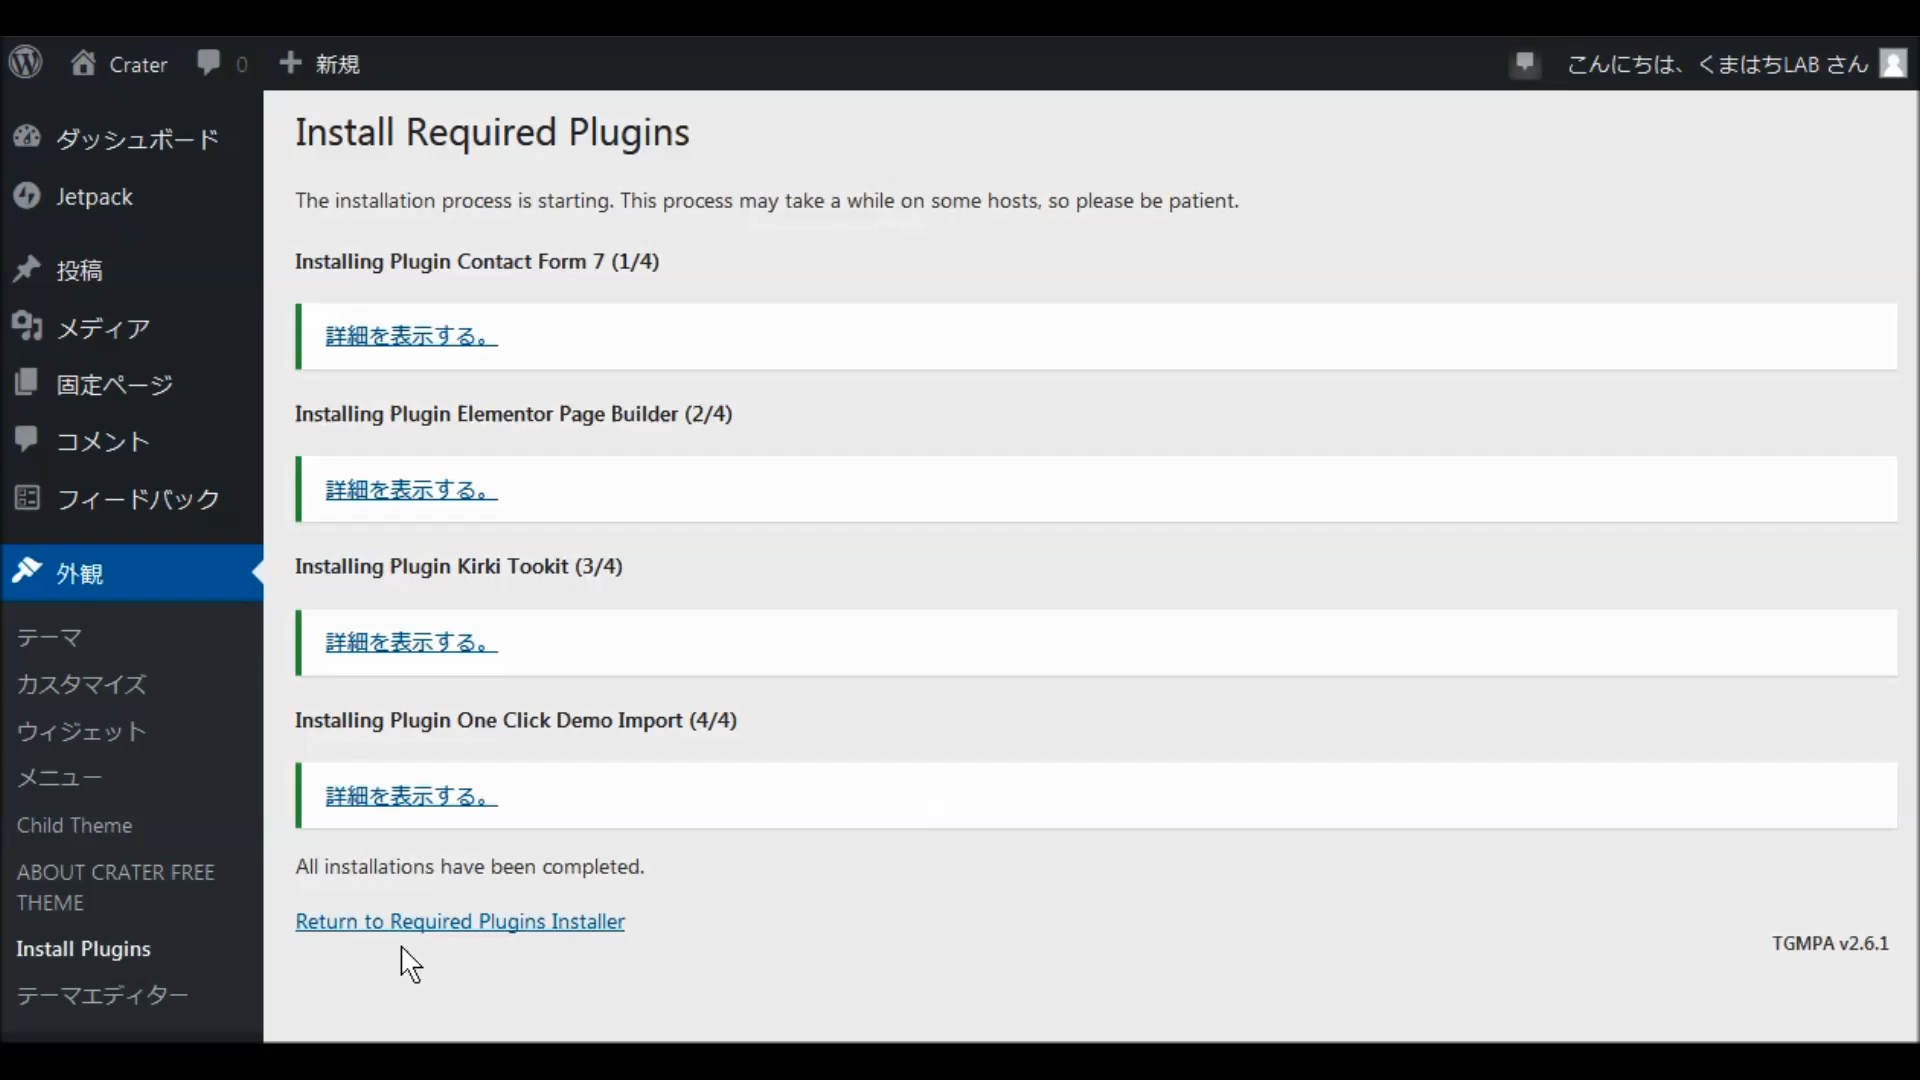 Crater 0 新規 こんにちは、くまはちLAB さん
ダッシュボード
Jetpack
投稿
メディア
固定ページ
コメント
フィードバック
外観
テーマ
カスタマイズ
ウィジェット
メニュー
Child Theme
ABOUT CRATER FREE
THEME
Install Plugins
テーマエディター
Install Required Plugins
The installation process is starting. This process may take a while on some hosts, so please be patient.
Installing Plugin Contact Form 7 (1/4)
詳細を表示する。
Installing Plugin Elementor Page Builder (2/4)
詳細を表示する。
Installing Plugin Kirki Tookit (3/4)
詳細を表示する。
Installing Plugin One Click Demo Import (4/4)
詳細を表示する。
All installations have been completed.
Return to Required Plugins Installer
TGMPA v2.6.1